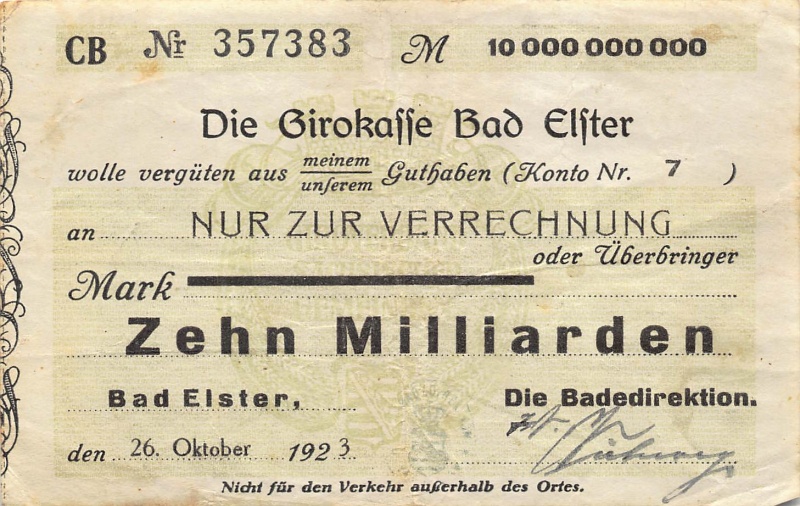 CB Nr 357383 M 10 000 000 000
Die Girokasse Bad Elster
wolle vergüten aus meinem
unserem Guthaben (Konto Nr. 7 )
an NUR ZUR VERRECHNUNG
oder Überbringer
Mark
Zehn Milliarden
Bad Elster, Die Badedirektion.
den 26. Oktober 1923
Nicht für den Verkehr außerhalb des Ortes.